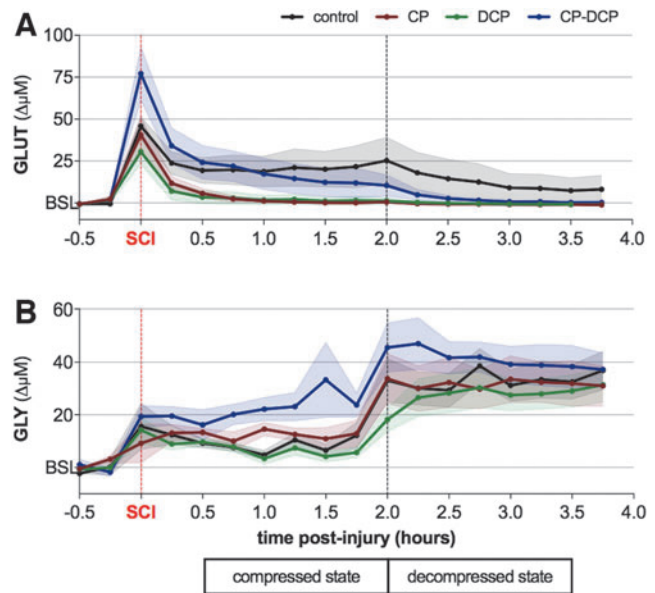 control CP DCP CP-DCP
A
GLUT (ΔμM)
100
75
50
25
BSL
-0.5 SCI 0.5 1.0 1.5 2.0 2.5 3.0 3.5 4.0
B
GLY (ΔμM)
60
40
20
BSL
-0.5 SCI 0.5 1.0 1.5 2.0 2.5 3.0 3.5 4.0
time post-injury (hours)
compressed state decompressed state